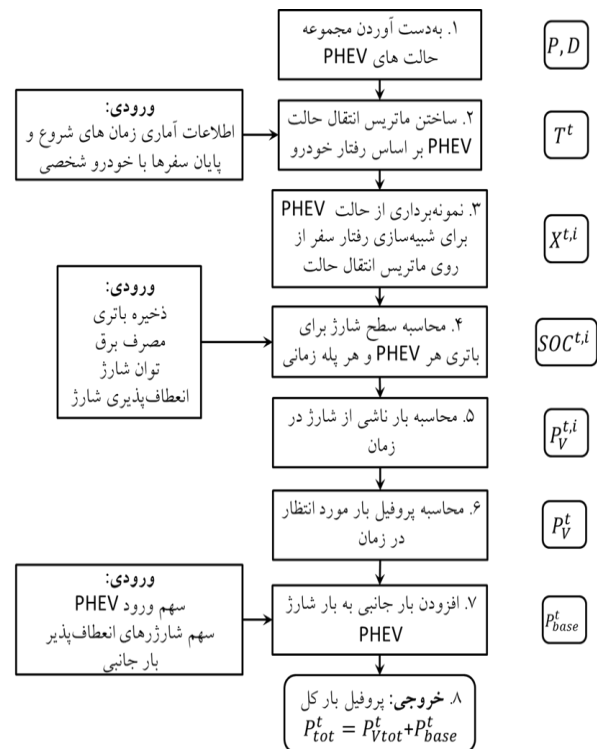 ۱. به‌دست آوردن مجموعه
حالت های PHEV
P, D
ورودی:
اطلاعات آماری زمان های شروع و
پایان سفرها با خودرو شخصی
۲. ساختن ماتریس انتقال حالت
PHEV بر اساس رفتار خودرو
T^t
۳. نمونه‌برداری از حالت PHEV
برای شبیه‌سازی رفتار سفر از
روی ماتریس انتقال حالت
X^{t,i}
ورودی:
ذخیره باتری
مصرف برق
توان شارژ
انعطاف‌پذیری شارژ
۴. محاسبه سطح شارژ برای
باتری هر PHEV و هر پله زمانی
SOC^{t,i}
۵. محاسبه بار ناشی از شارژ در
زمان
P_V^{t,i}
۶. محاسبه پروفیل بار مورد انتظار
در زمان
P_V^t
ورودی:
سهم ورود PHEV
سهم شارژرهای انعطاف‌پذیر
بار جانبی
۷. افزودن بار جانبی به بار شارژ
PHEV
P_{base}^t
۸. خروجی: پروفیل بار کل
P_{tot}^t = P_{Vtot}^t + P_{base}^t